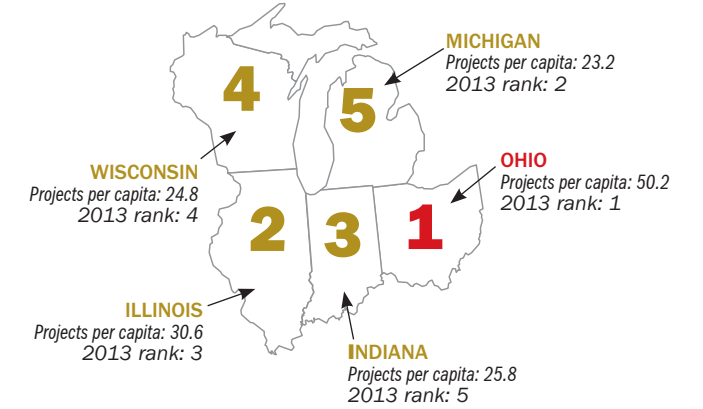 MICHIGAN
Projects per capita: 23.2
2013 rank: 2
4
5
OHIO
Projects per capita: 50.2
2013 rank: 1
WISCONSIN
Projects per capita: 24.8
2013 rank: 4
2
3
1
ILLINOIS
Projects per capita: 30.6
2013 rank: 3
INDIANA
Projects per capita: 25.8
2013 rank: 5